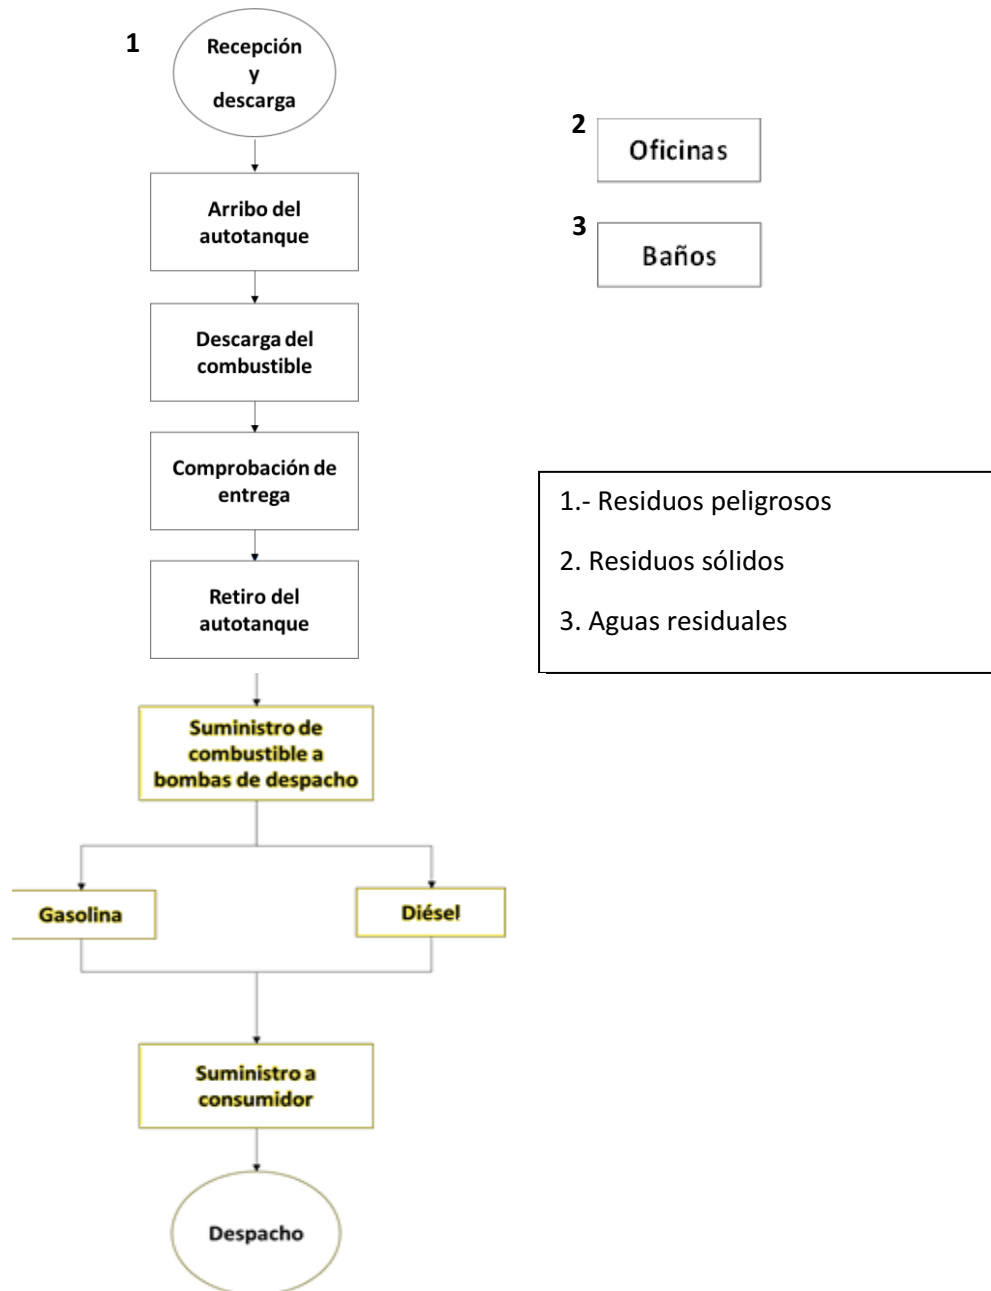 1
Recepción
y
descarga
Arribo del
autotanque
Descarga del
combustible
Comprobación de
entrega
Retiro del
autotanque
Suministro de
combustible a
bombas de despacho
Gasolina
Diésel
Suministro a
consumidor
Despacho
2
Oficinas
3
Baños
1.- Residuos peligrosos
2. Residuos sólidos
3. Aguas residuales